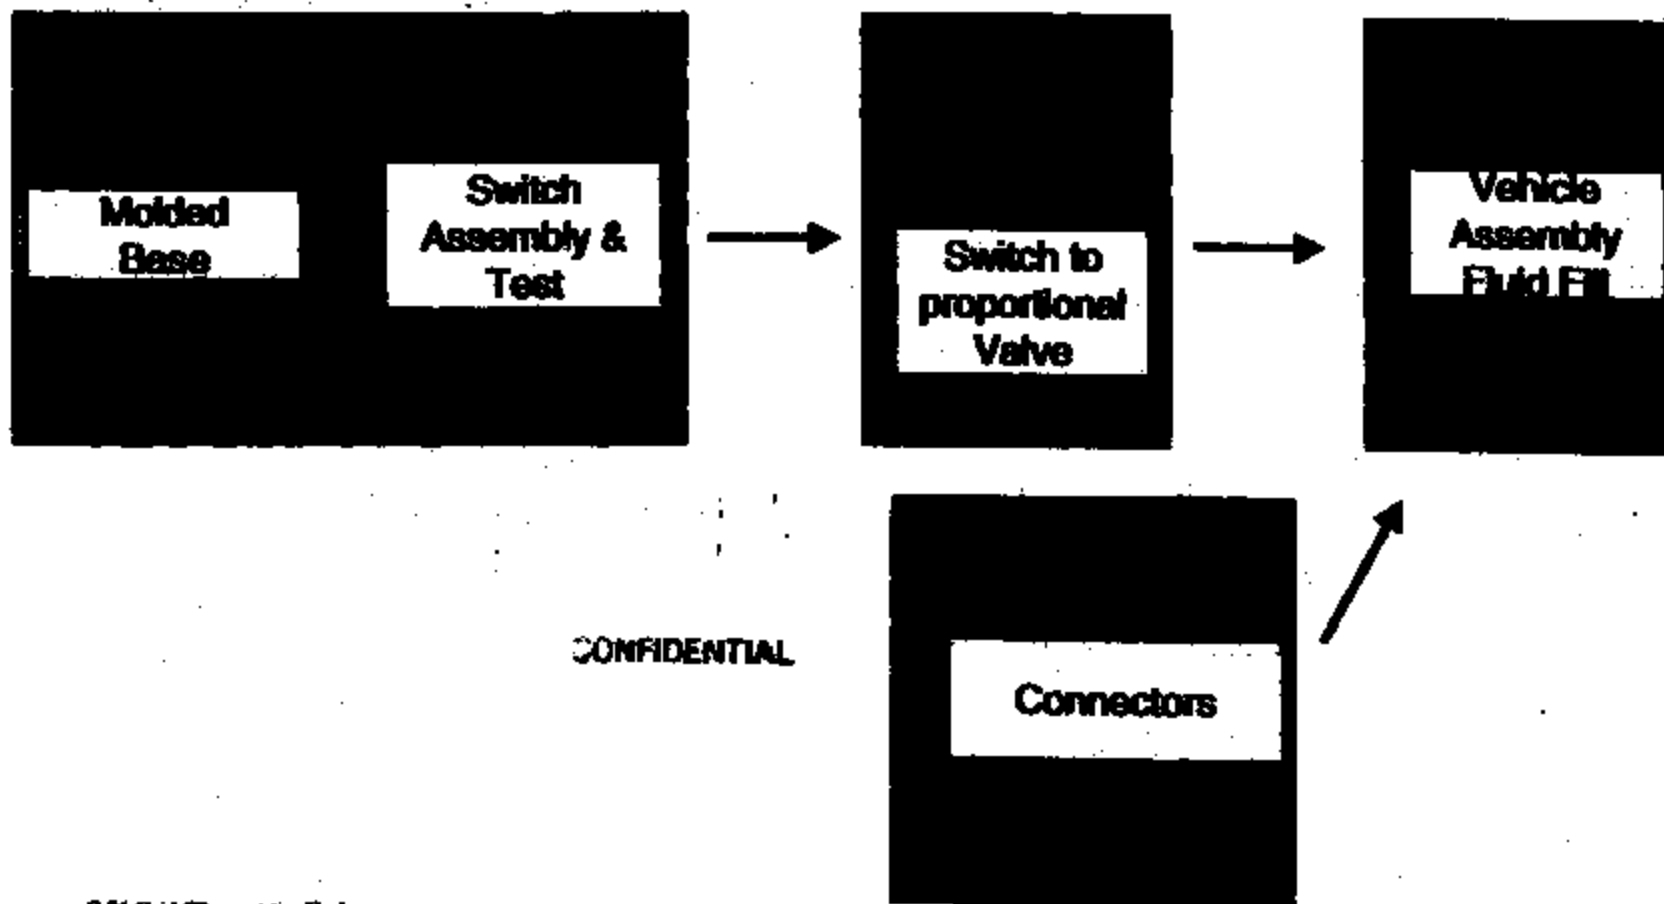 Molded
Base
Switch
Assembly &
Test
Switch to
proportional
Valve
Vehicle
Assembly
Fluid Fill
CONFIDENTIAL
Connectors